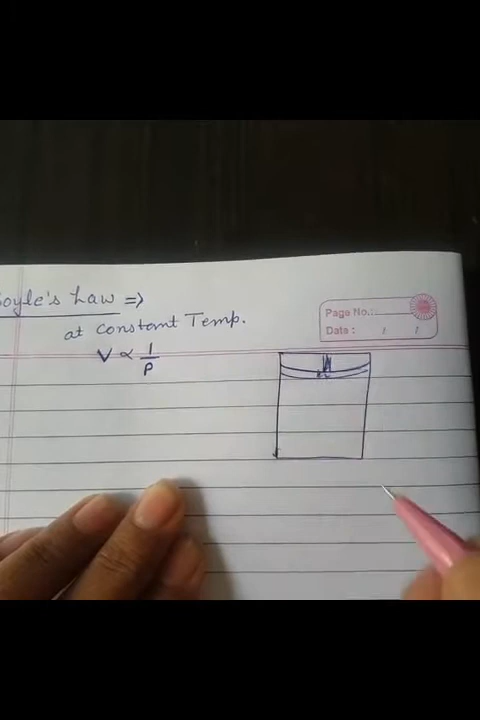 oyle's Law =>
at constant Temp.
V ∝ 1/P
Page No.:
Date : / /